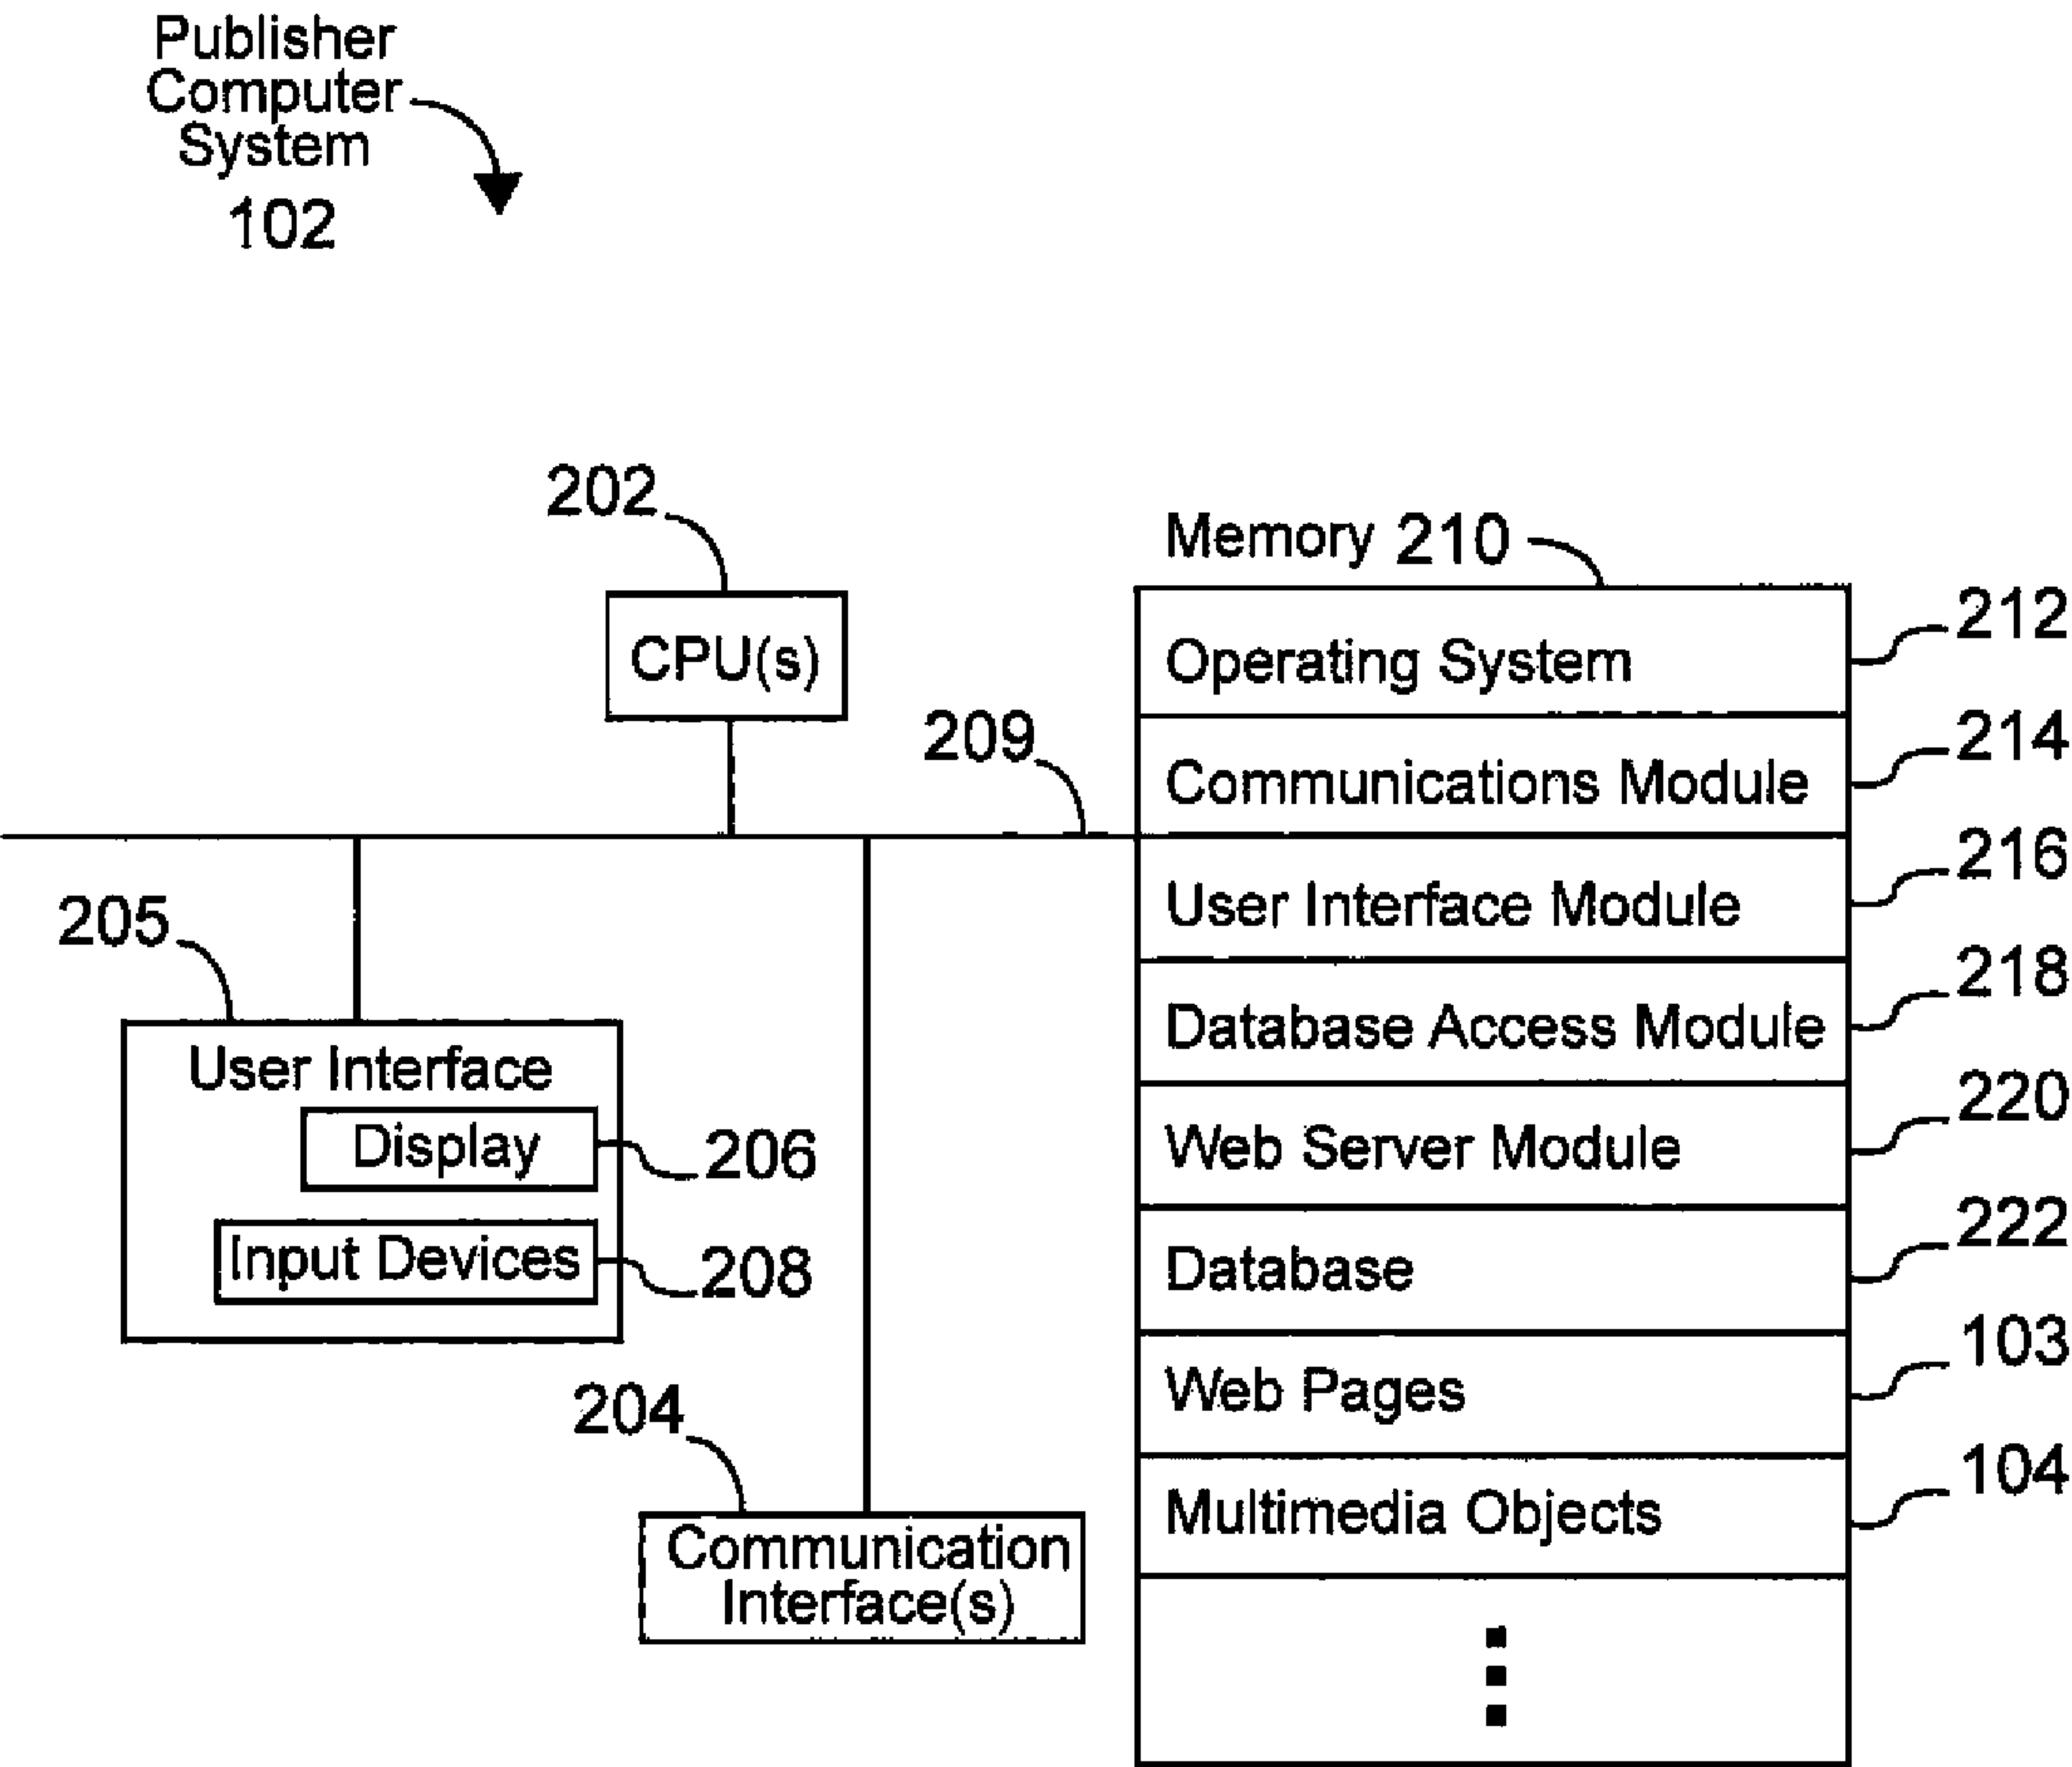 Publisher
Computer
System
102
202
Memory 210
CPU(s)
Operating System
212
209
Communications Module
214
User Interface Module
216
205
Database Access Module
218
User Interface
Display
206
Web Server Module
220
Input Devices
208
Database
222
Web Pages
103
204
Multimedia Objects
104
Communication
Interface(s)